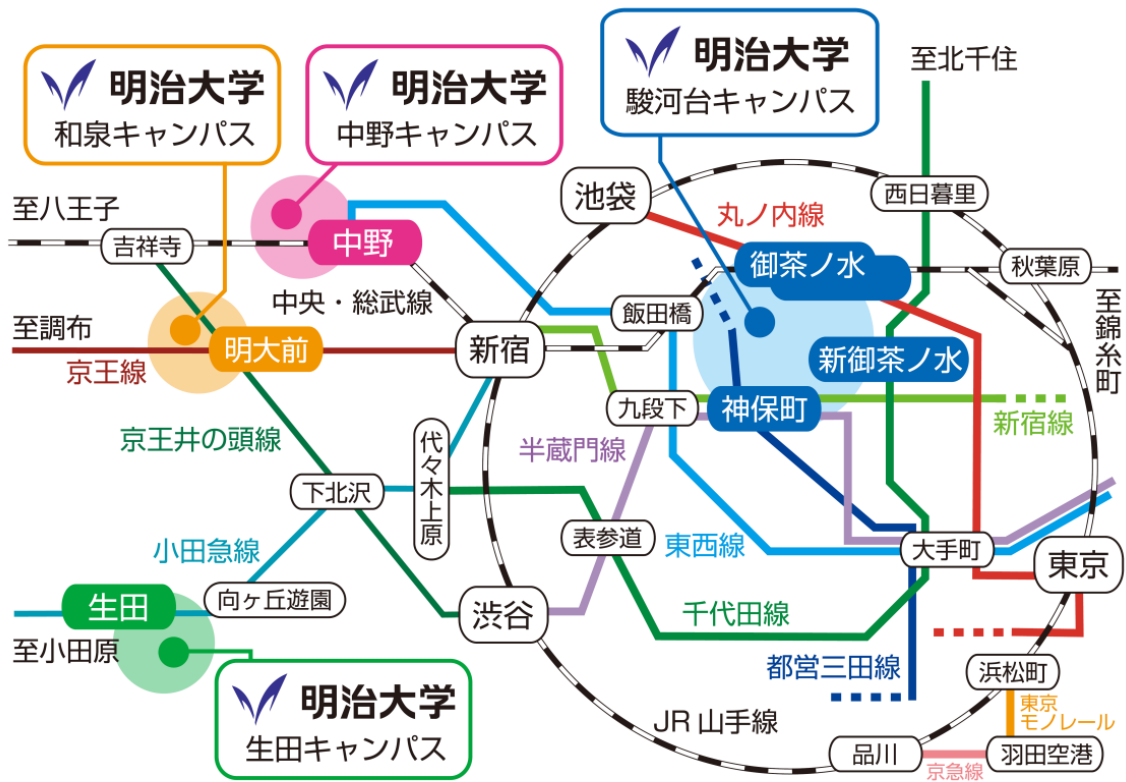 明治大学
和泉キャンパス
明治大学
中野キャンパス
明治大学
駿河台キャンパス
至北千住
至八王子
吉祥寺
中野
池袋
丸ノ内線
西日暮里
御茶ノ水
秋葉原
中央・総武線
飯田橋
至錦糸町
至調布
京王線
明大前
新宿
新御茶ノ水
九段下
神保町
新宿線
京王井の頭線
代々木上原
半蔵門線
下北沢
表参道
東西線
大手町
東京
小田急線
生田
向ヶ丘遊園
渋谷
千代田線
至小田原
都営三田線
浜松町
明治大学
生田キャンパス
JR山手線
東京
モノレール
品川
京急線
羽田空港